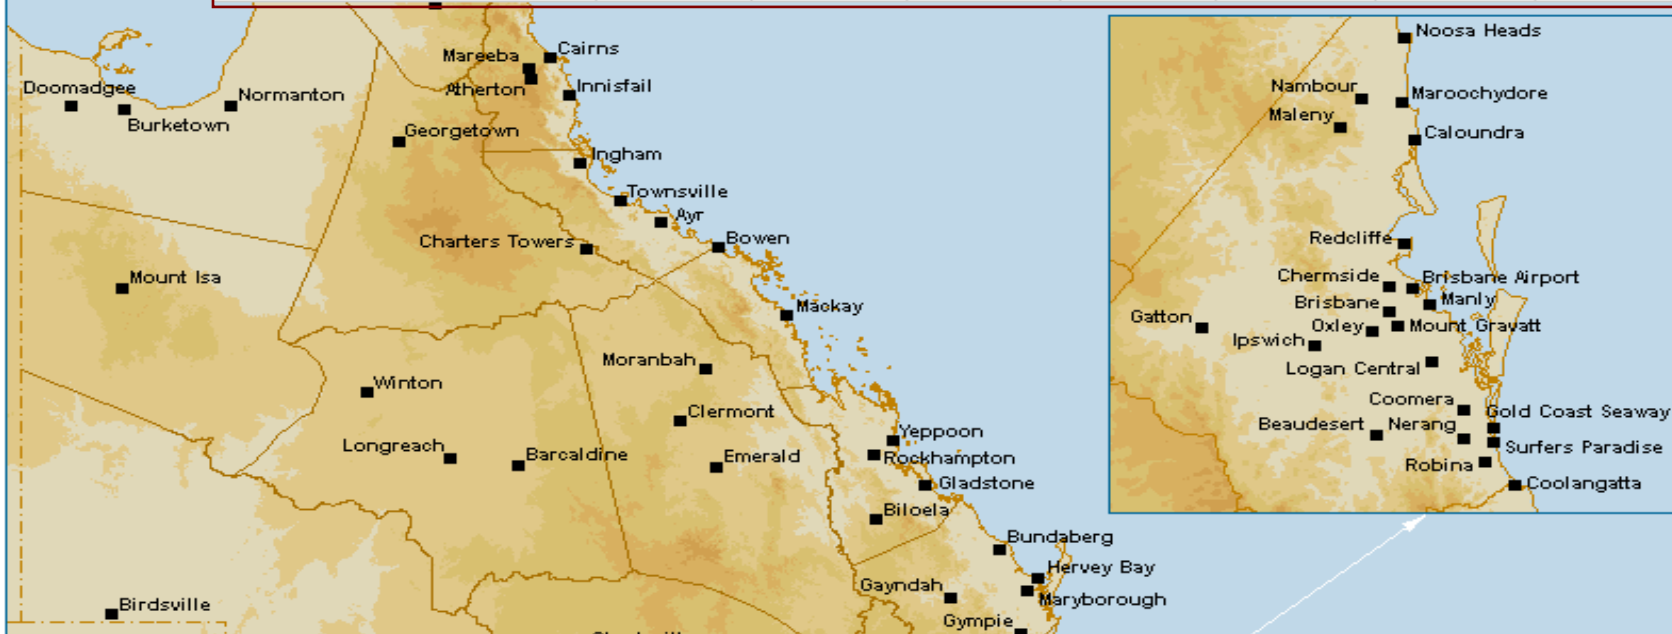 Cairns
Mareeba
Atherton
Innisfail
Doomadgee
Burketown
Normanton
Georgetown
Ingham
Townsville
Ayr
Charters Towers
Bowen
Mount Isa
Mackay
Moranbah
Winton
Clermont
Longreach
Barcaldine
Emerald
Yeppoon
Rockhampton
Gladstone
Biloela
Bundaberg
Hervey Bay
Gayndah
Maryborough
Birdsville
Gympie
Noosa Heads
Nambour
Maroochydore
Maleny
Caloundra
Redcliffe
Chermside
Brisbane Airport
Brisbane
Manly
Gatton
Oxley
Mount Gravatt
Ipswich
Logan Central
Coomera
Gold Coast Seaway
Beaudesert
Nerang
Surfers Paradise
Robina
Coolangatta